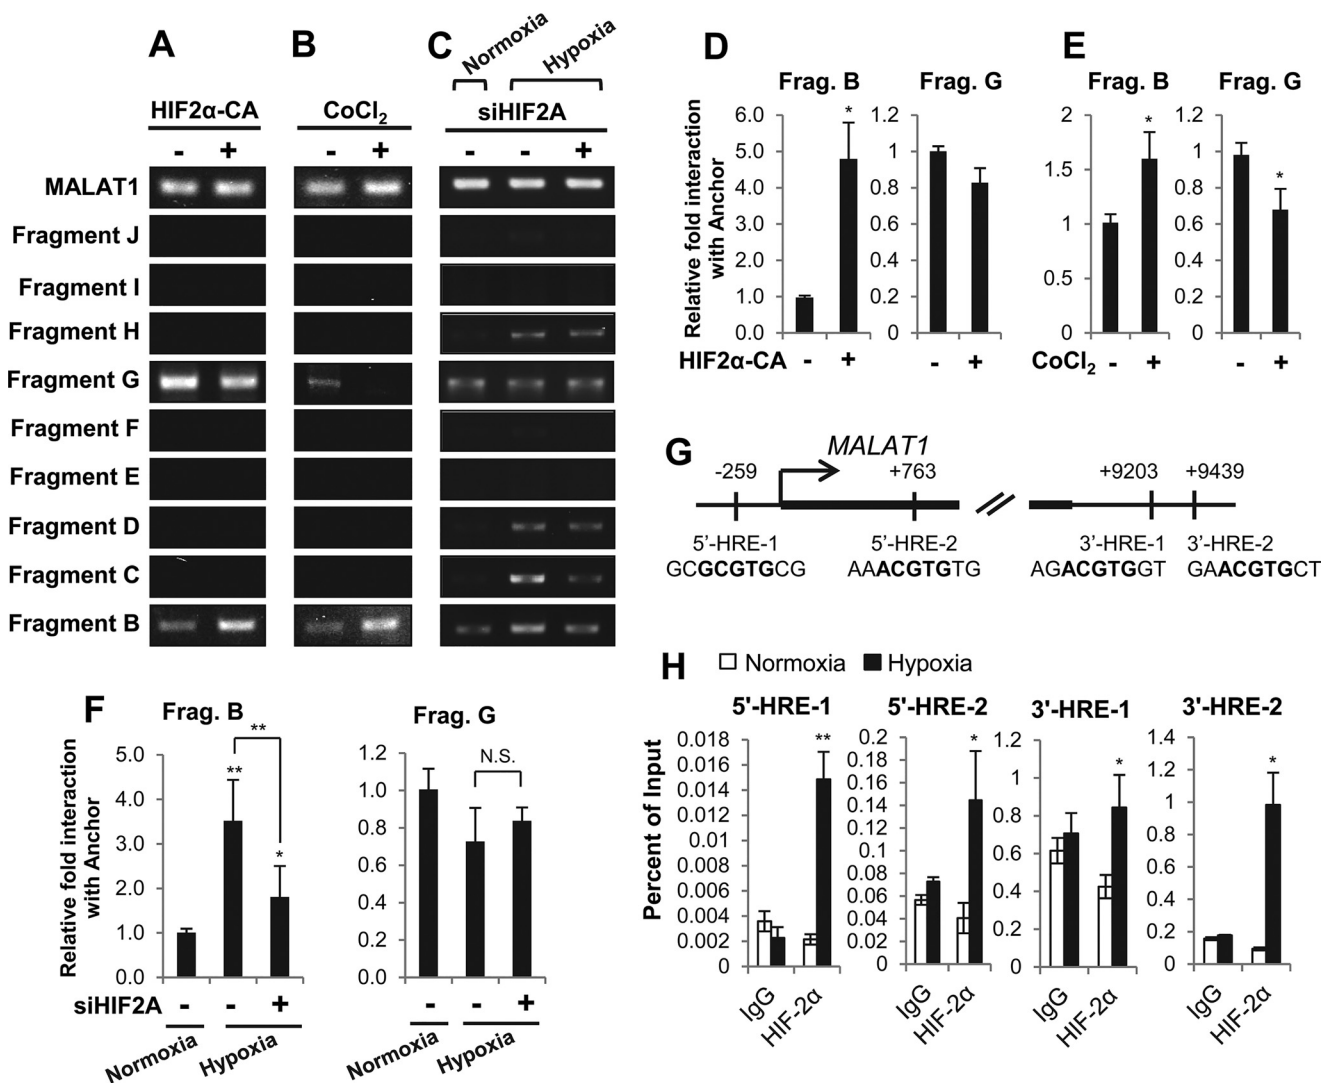 A
HIF2α-CA
- +
B
CoCl2
- +
C
Normoxia
Hypoxia
siHIF2A
- - +
MALAT1
Fragment J
Fragment I
Fragment H
Fragment G
Fragment F
Fragment E
Fragment D
Fragment C
Fragment B
D
Relative fold interaction
with Anchor
Frag. B
6.0
5.0
4.0
3.0
2.0
1.0
0.0
*
Frag. G
1.2
1
0.8
0.6
0.4
0.2
0
HIF2α-CA - + - +
E
Frag. B
2
1.5
1
0.5
0
*
Frag. G
1.2
1
0.8
0.6
0.4
0.2
0
*
CoCl2 - + - +
F
Relative fold interaction
with Anchor
Frag. B
5.0
4.0
3.0
2.0
1.0
0.0
**
**
*
Frag. G
1.2
1.0
0.8
0.6
0.4
0.2
0.0
N.S.
siHIF2A - - + - - +
Normoxia Hypoxia Normoxia Hypoxia
G
MALAT1
-259 +763 +9203 +9439
5'-HRE-1 5'-HRE-2 3'-HRE-1 3'-HRE-2
GCGCGTGCG AAACGTGTG AGACGTGGT GAACGTGCT
H
Normoxia Hypoxia
Percent of Input
5'-HRE-1
0.018
0.016
0.014
0.012
0.01
0.008
0.006
0.004
0.002
0
**
IgG HIF-2α
5'-HRE-2
0.2
0.18
0.16
0.14
0.12
0.1
0.08
0.06
0.04
0.02
0
*
IgG HIF-2α
3'-HRE-1
1.2
1
0.8
0.6
0.4
0.2
0
*
IgG HIF-2α
3'-HRE-2
1.4
1.2
1
0.8
0.6
0.4
0.2
0
*
IgG HIF-2α